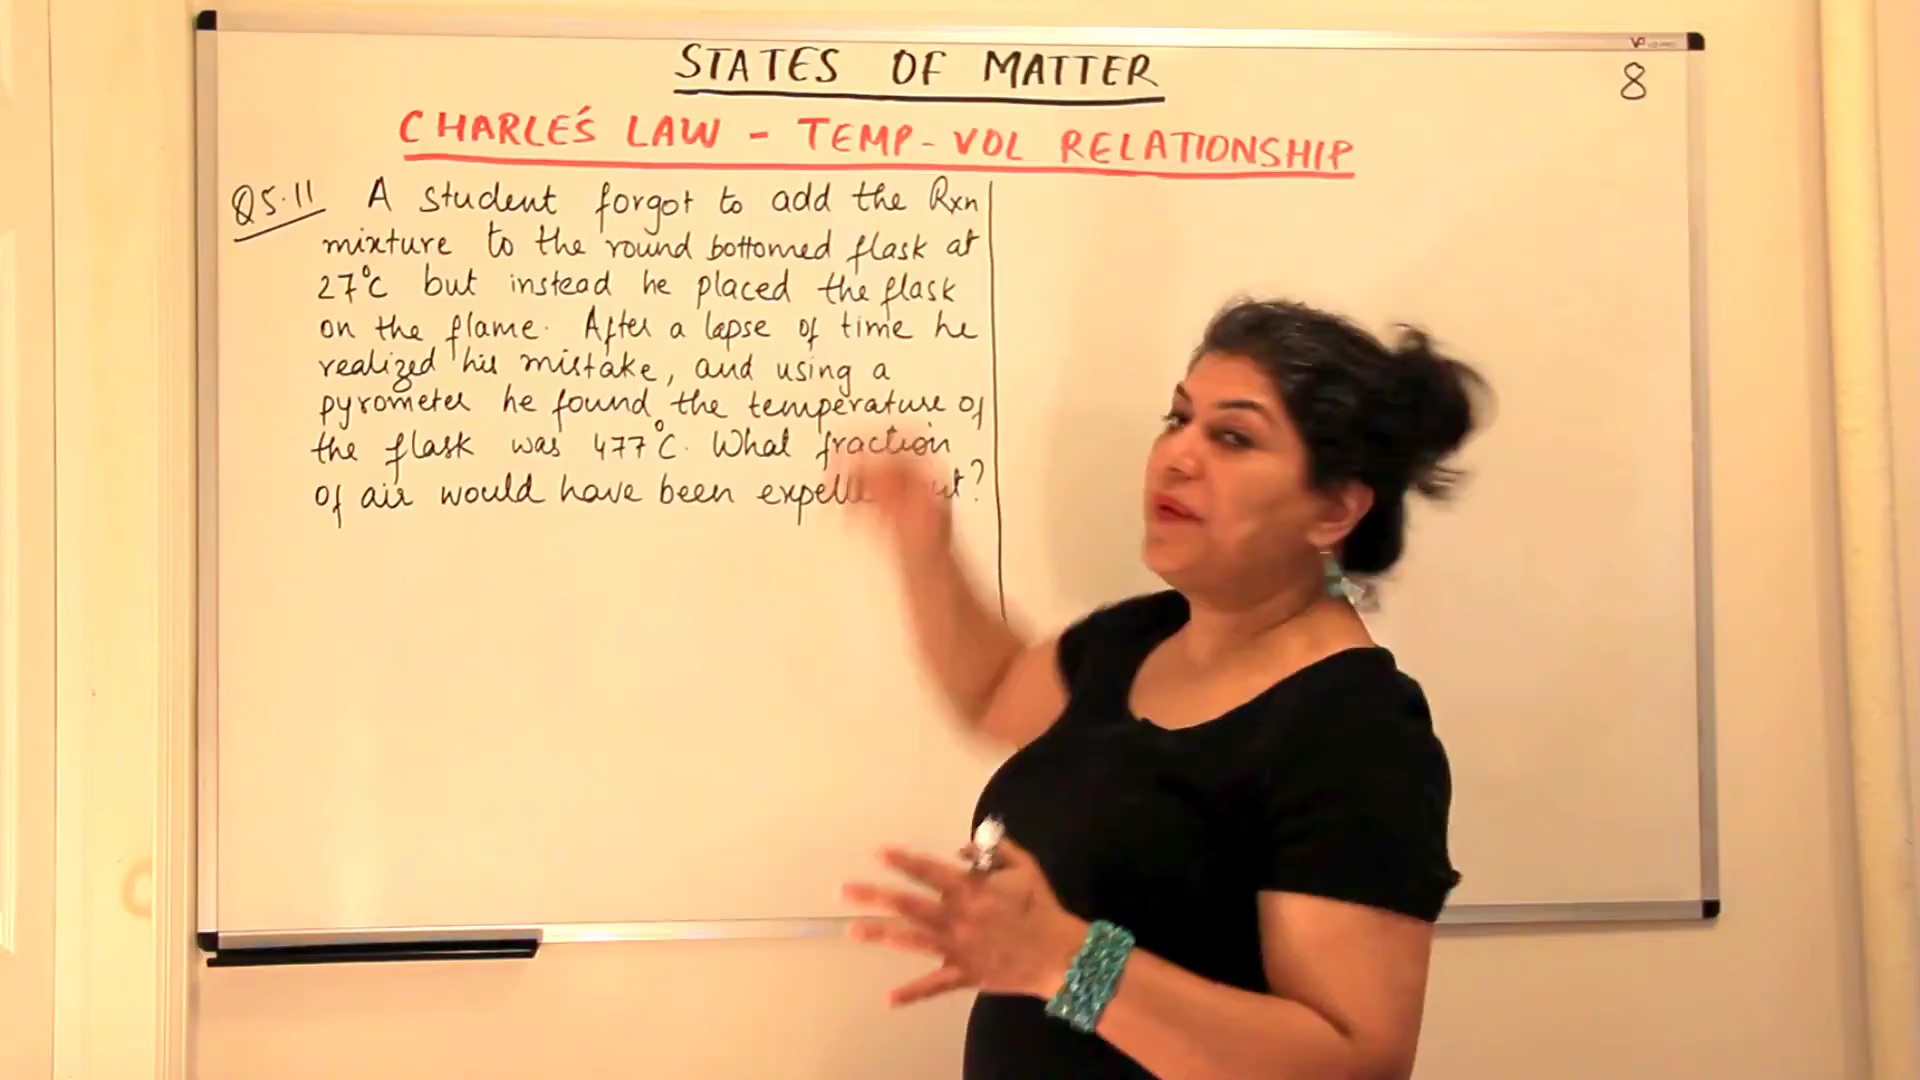 STATES OF MATTER
8
CHARLE'S LAW - TEMP-VOL RELATIONSHIP
Q5.11 A student forgot to add the Rxn
mixture to the round bottomed flask at
27°C but instead he placed the flask
on the flame. After a lapse of time he
realized his mistake, and using a
pyrometer he found the temperature of
the flask was 477°C. What fraction
of air would have been